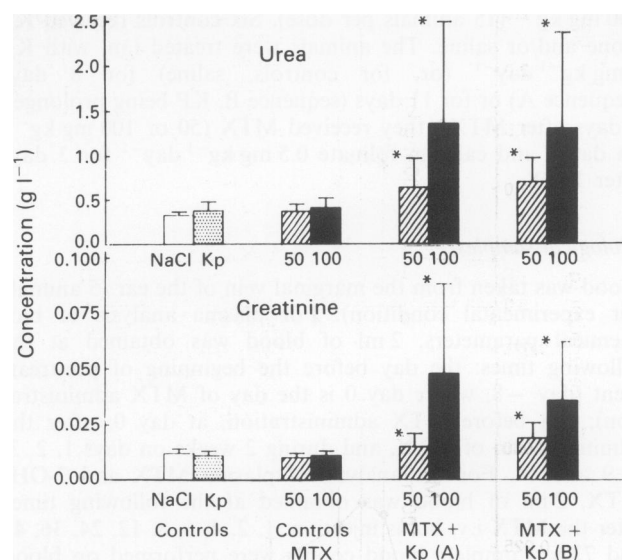 2.5
Urea
2.0
1.5
1.0
0.5
0.0
NaCl Kp 50 100 50 100 50 100
0.100
Creatinine
0.075
0.050
0.025
0.000
NaCl Kp 50 100 50 100 50 100
Controls Controls MTX + MTX +
MTX Kp (A) Kp (B)
Concentration (g l⁻¹)
* * * *
* * * *